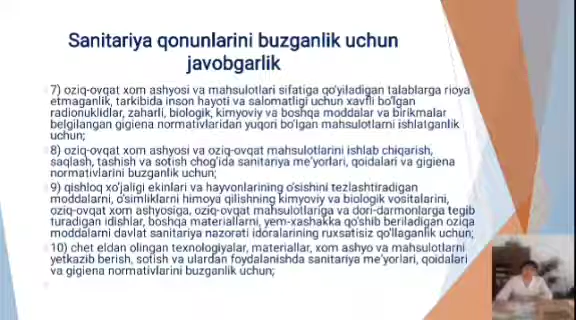 Sanitariya qonunlarini buzganlik uchun
javobgarlik
7) oziq-ovqat xom ashyosi va mahsulotlari sifatiga qo'yiladigan talablarga rioya
etmaganlik, tarkibida inson hayoti va salomatligi uchun xavfli bo'lgan
radionuklidlar, zaharli, biologik, kimyoviy va boshqa moddalar va birikmalar
belgilangan gigiena normativlaridan yuqori bo'lgan mahsulotlarni ishlatganlik
uchun;
8) oziq-ovqat xom ashyosi va oziq-ovqat mahsulotlarini ishlab chiqarish,
saqlash, tashish va sotish chog'ida sanitariya me'yorlari, qoidalari va gigiena
normativlarini buzganlik uchun;
9) qishloq xo'jaligi ekinlari va hayvonlarining o'sishini tezlashtiradigan
moddalarni, o'simliklarni himoya qilishning kimyoviy va biologik vositalarini,
oziq-ovqat xom ashyosiga, oziq-ovqat mahsulotlariga va dori-darmonlarga tegib
turadigan idishlar, boshqa materiallarni, yem-xashakka qo'shib beriladigan oziqa
moddalarni davlat sanitariya nazorati idoralarining ruxsatisiz qo'llaganlik uchun;
10) chet eldan olingan texnologiyalar, materiallar, xom ashyo va mahsulotlarni
yetkazib berish, sotish va ulardan foydalanishda sanitariya me'yorlari, qoidalari
va gigiena normativlarini buzganlik uchun;